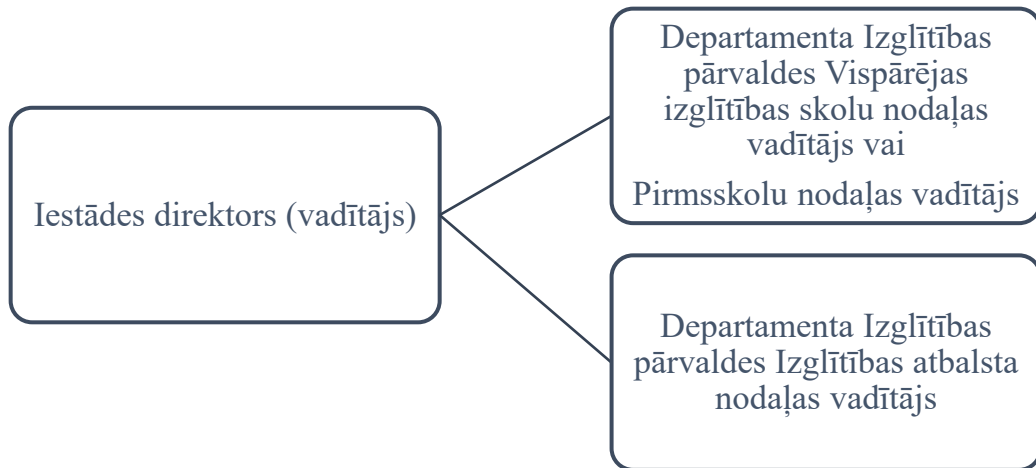 Iestādes direktors (vadītājs)
Departamenta Izglītības
pārvaldes Vispārējas
izglītības skolu nodaļas
vadītājs vai
Pirmsskolu nodaļas vadītājs
Departamenta Izglītības
pārvaldes Izglītības atbalsta
nodaļas vadītājs